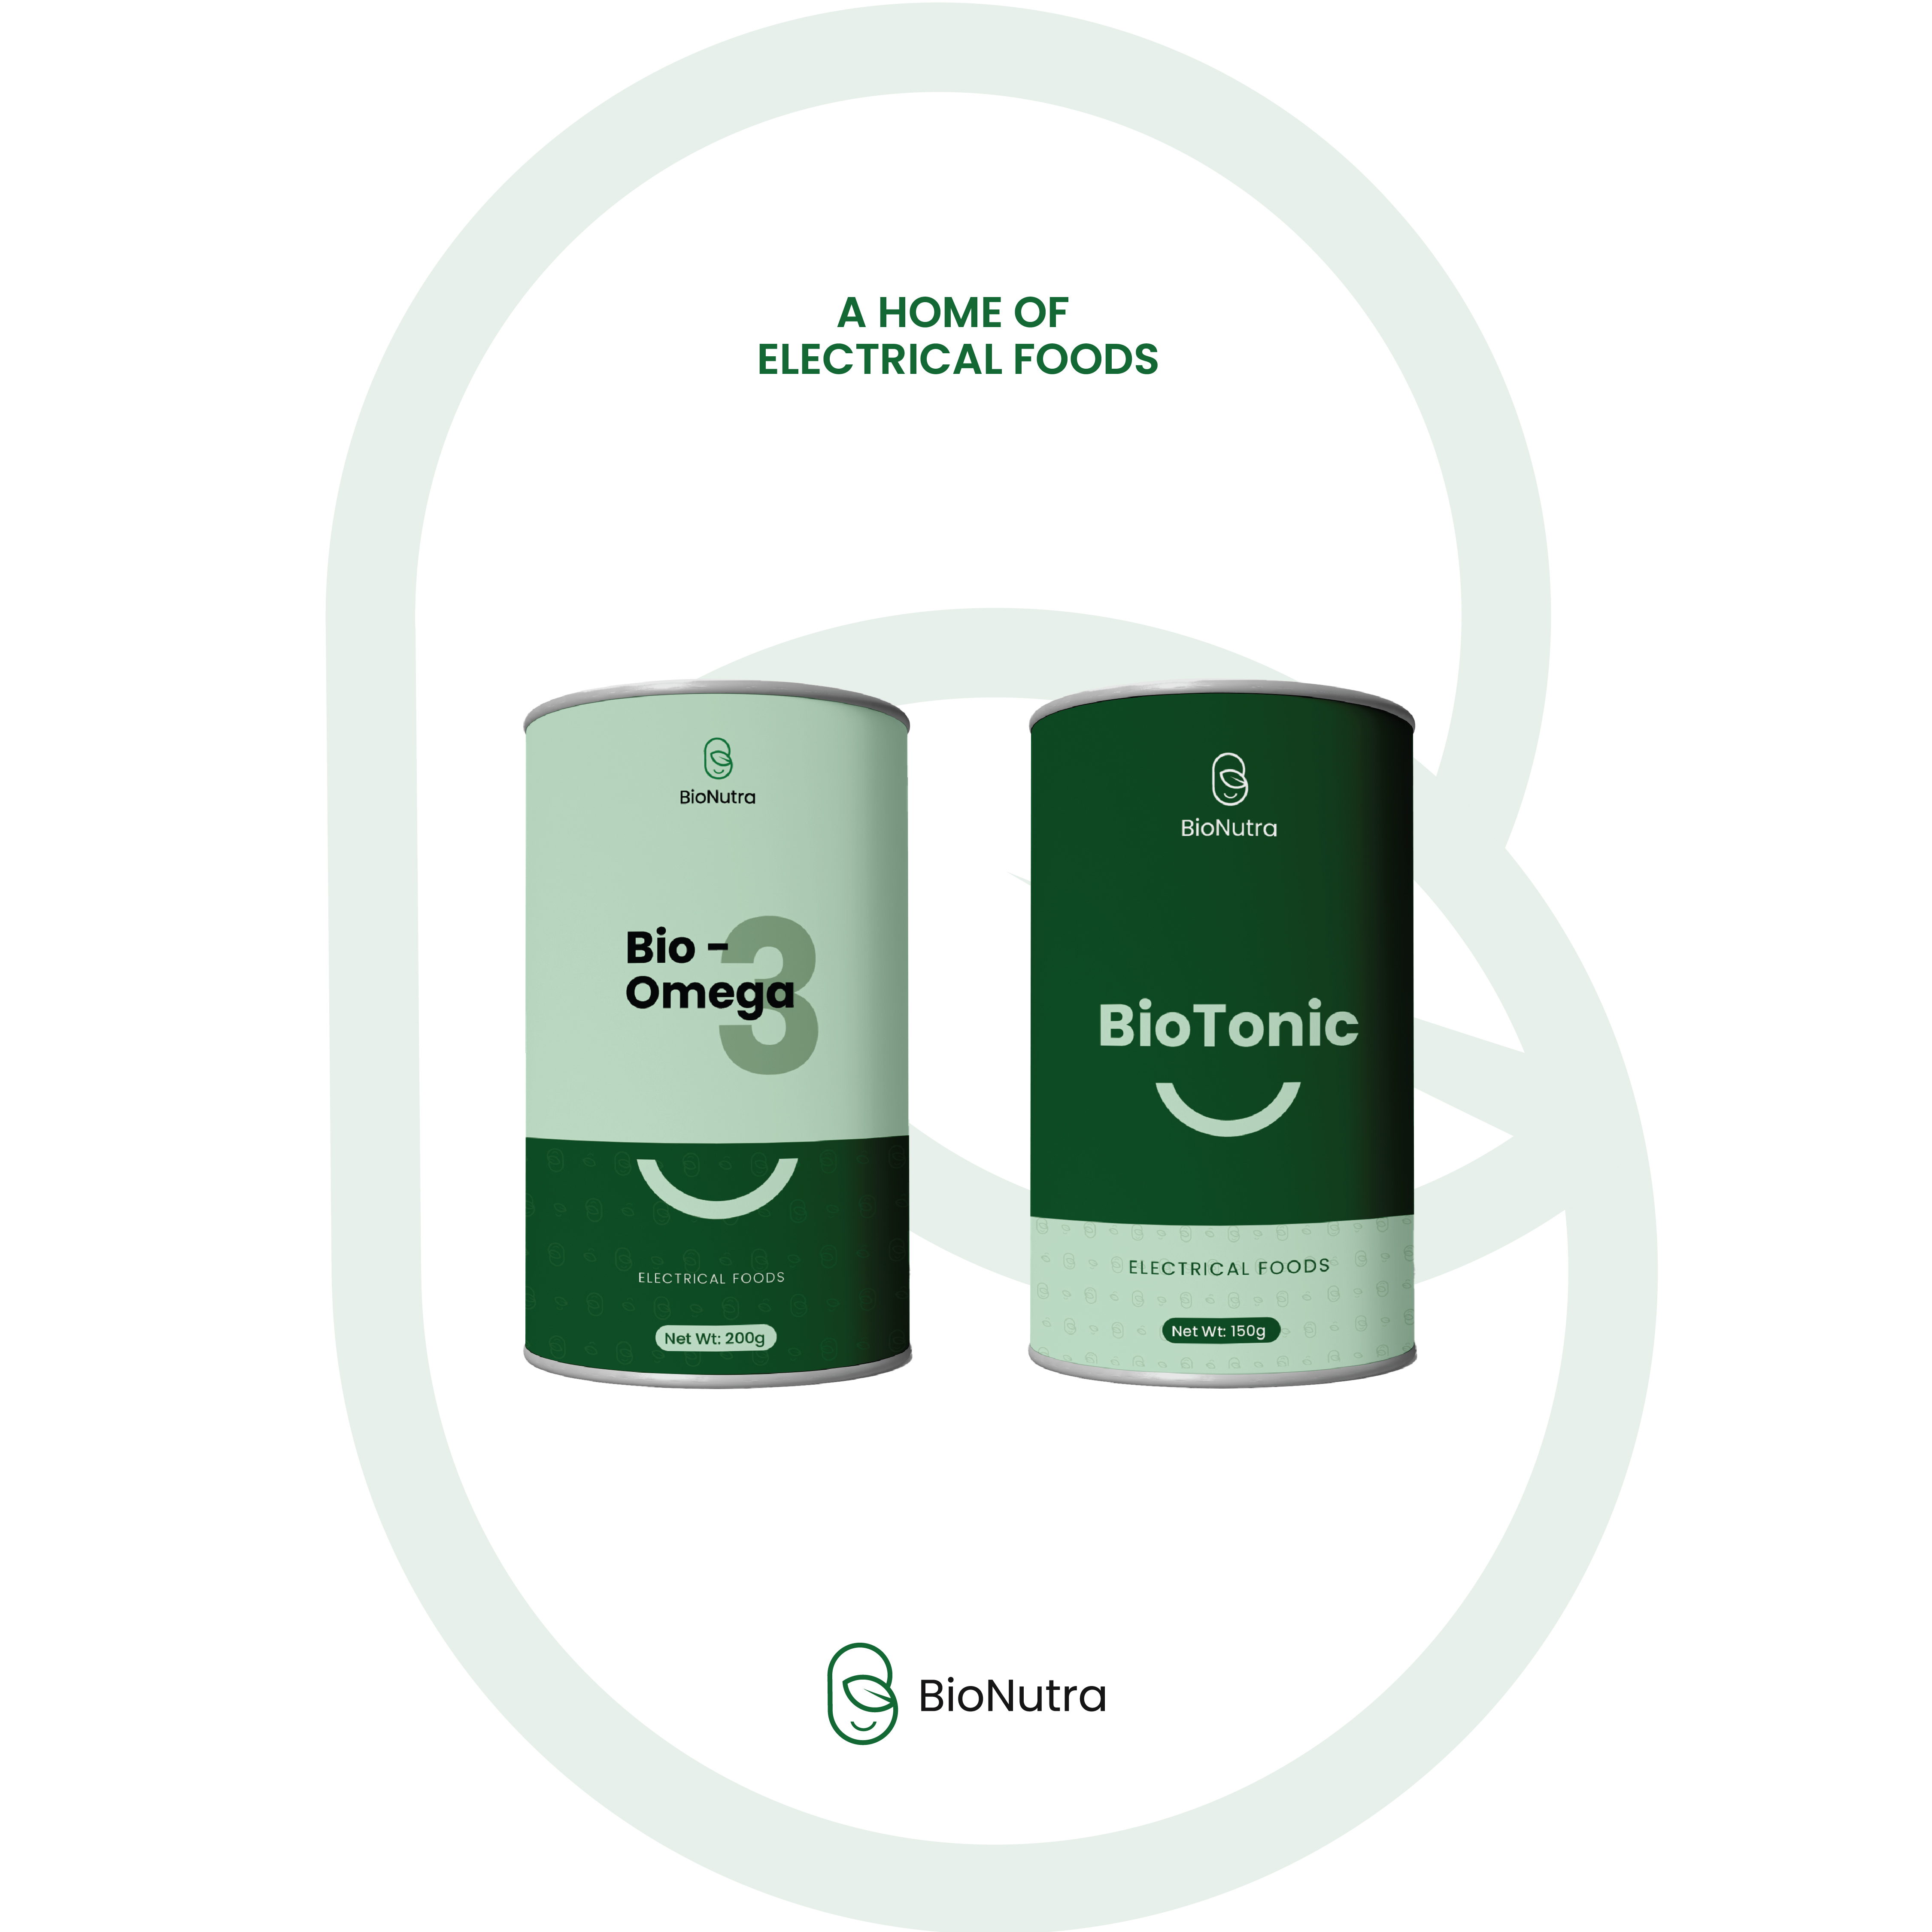 A HOME OF
ELECTRICAL FOODS
BioNutra
Bio -
Omega
3
ELECTRICAL FOODS
Net Wt: 200g
BioNutra
BioTonic
ELECTRICAL FOODS
Net Wt: 150g
BioNutra